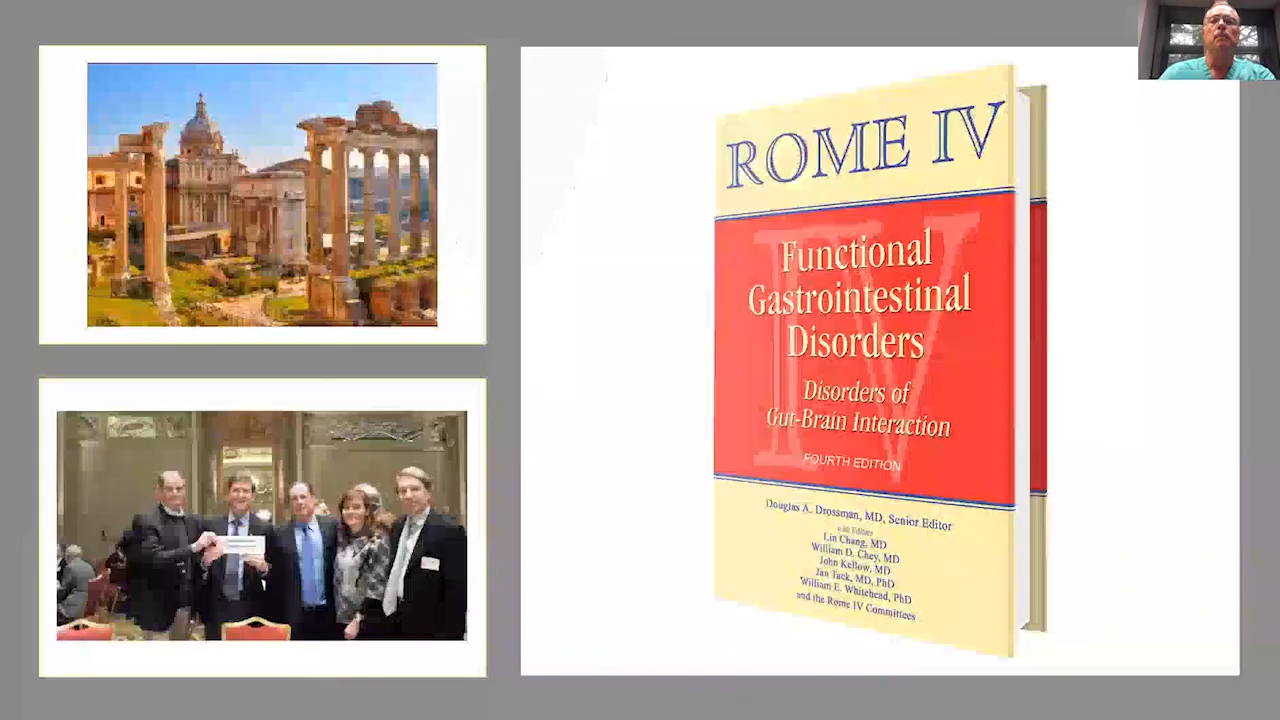 ROME IV
Functional
Gastrointestinal
Disorders
Disorders of
Gut-Brain Interaction
FOURTH EDITION
Douglas A. Drossman, MD, Senior Editor
with Editors
Lin Chang, MD
William D. Chey, MD
John Kellow, MD
Jan Tack, MD, PhD
William E. Whitehead, PhD
and the Rome IV Committees